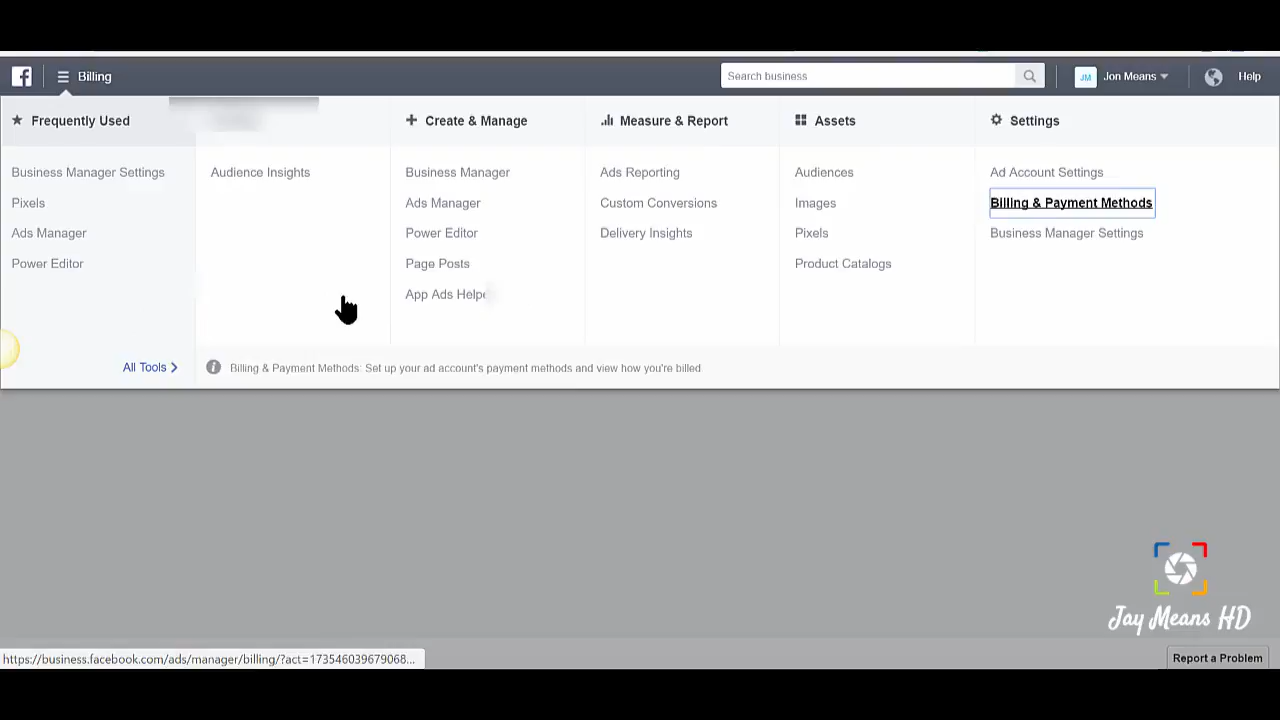 Billing
Search business
JM
Jon Means
Help
Frequently Used
Business Manager Settings
Pixels
Ads Manager
Power Editor
All Tools
Audience Insights
Create & Manage
Business Manager
Ads Manager
Power Editor
Page Posts
App Ads Helpe
Measure & Report
Ads Reporting
Custom Conversions
Delivery Insights
Assets
Audiences
Images
Pixels
Product Catalogs
Settings
Ad Account Settings
Billing & Payment Methods
Business Manager Settings
Billing & Payment Methods: Set up your ad account's payment methods and view how you're billed
Jay Means HD
https://business.facebook.com/ads/manager/billing/?act=173546039679068...
Report a Problem